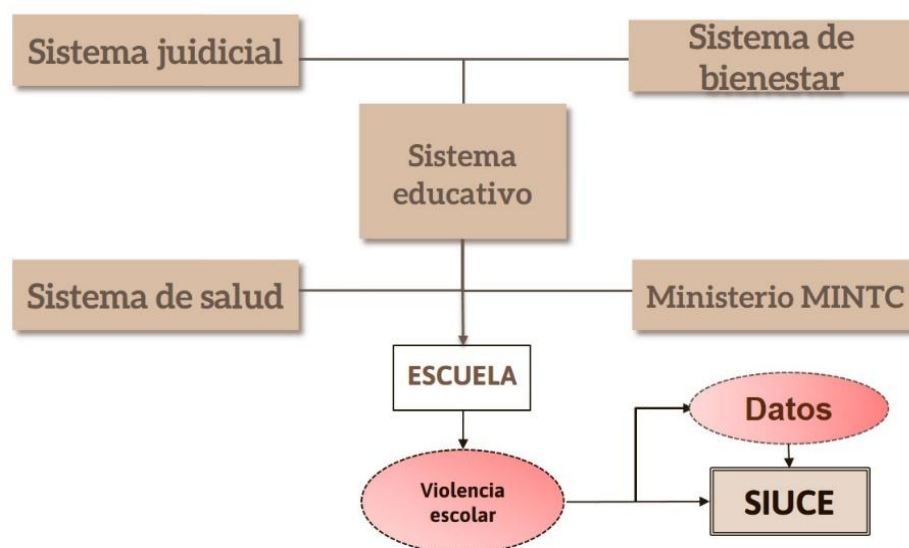 Sistema juidicial
Sistema de
bienestar
Sistema
educativo
Sistema de salud
Ministerio MINTC
ESCUELA
Datos
Violencia
escolar
SIUCE